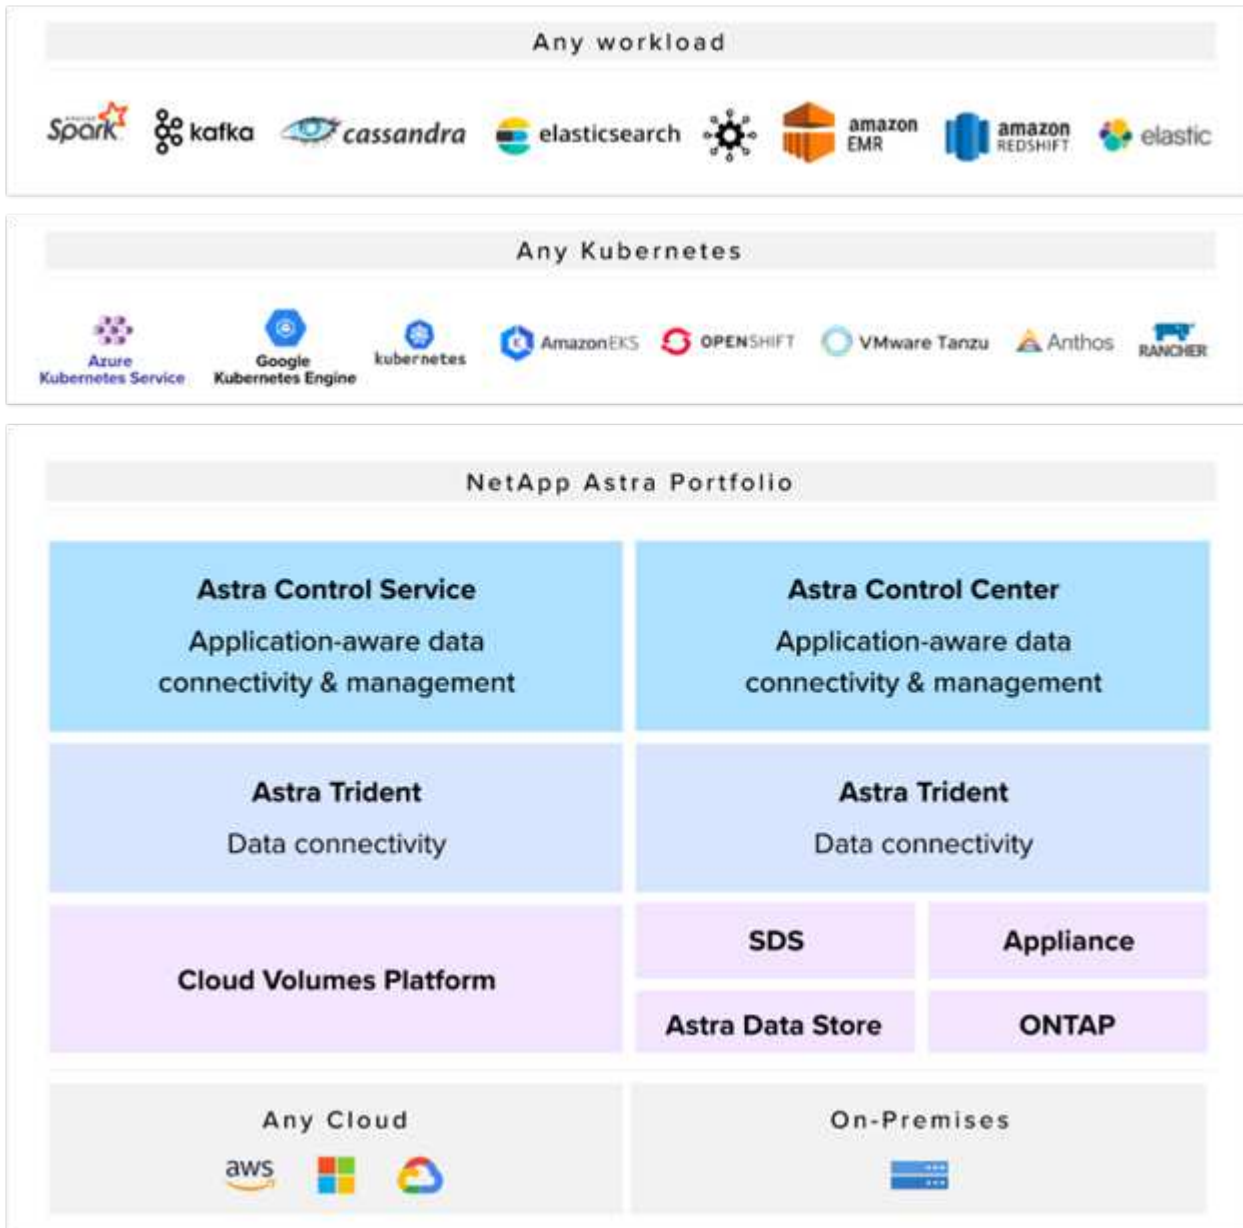 Any workload
APACHE
Spark
kafka
cassandra
elasticsearch
amazon
EMR
amazon
REDSHIFT
elastic
Any Kubernetes
Azure
Kubernetes Service
Google
Kubernetes Engine
kubernetes
Amazon EKS
OPENSHIFT
VMware Tanzu
Anthos
RANCHER
NetApp Astra Portfolio
Astra Control Service
Application-aware data
connectivity & management
Astra Control Center
Application-aware data
connectivity & management
Astra Trident
Data connectivity
Astra Trident
Data connectivity
Cloud Volumes Platform
SDS
Appliance
Astra Data Store
ONTAP
Any Cloud
aws
On-Premises